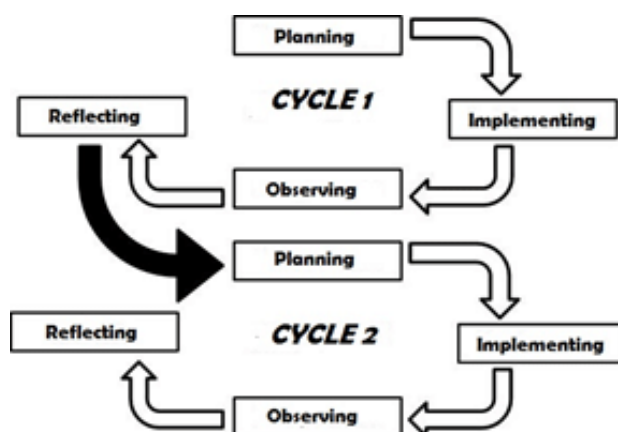 Planning
CYCLE 1
Reflecting
Implementing
Observing
Planning
Reflecting
CYCLE 2
Implementing
Observing